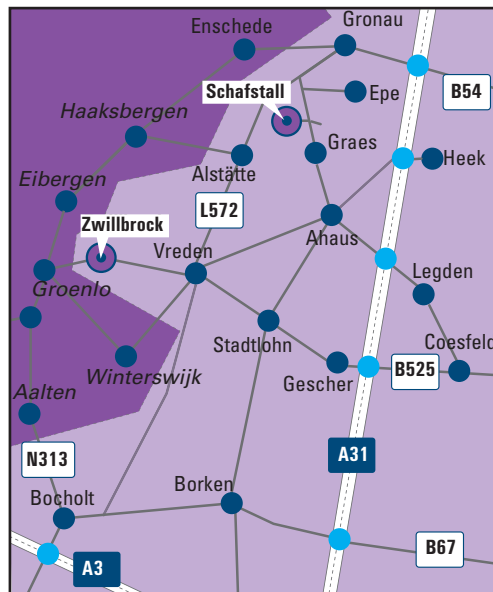 Gronau
Enschede
B54
Schafstall
Epe
Haaksbergen
Graes
Heek
Alstätte
Eibergen
L572
Zwillbrock
Ahaus
Vreden
Legden
Groenlo
Stadtlohn
Coesfeld
Gescher
Winterswijk
B525
Aalten
A31
N313
Borken
Bocholt
B67
A3